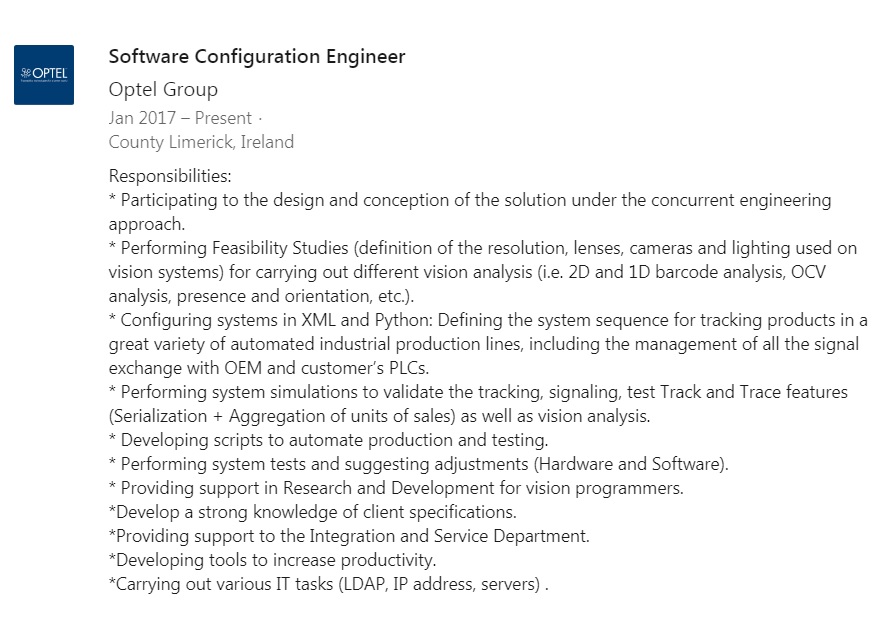 OPTEL
Software Configuration Engineer
Optel Group
Jan 2017 – Present ·
County Limerick, Ireland
Responsibilities:
* Participating to the design and conception of the solution under the concurrent engineering
approach.
* Performing Feasibility Studies (definition of the resolution, lenses, cameras and lighting used on
vision systems) for carrying out different vision analysis (i.e. 2D and 1D barcode analysis, OCV
analysis, presence and orientation, etc.).
* Configuring systems in XML and Python: Defining the system sequence for tracking products in a
great variety of automated industrial production lines, including the management of all the signal
exchange with OEM and customer’s PLCs.
* Performing system simulations to validate the tracking, signaling, test Track and Trace features
(Serialization + Aggregation of units of sales) as well as vision analysis.
* Developing scripts to automate production and testing.
* Performing system tests and suggesting adjustments (Hardware and Software).
* Providing support in Research and Development for vision programmers.
*Develop a strong knowledge of client specifications.
*Providing support to the Integration and Service Department.
*Developing tools to increase productivity.
*Carrying out various IT tasks (LDAP, IP address, servers) .